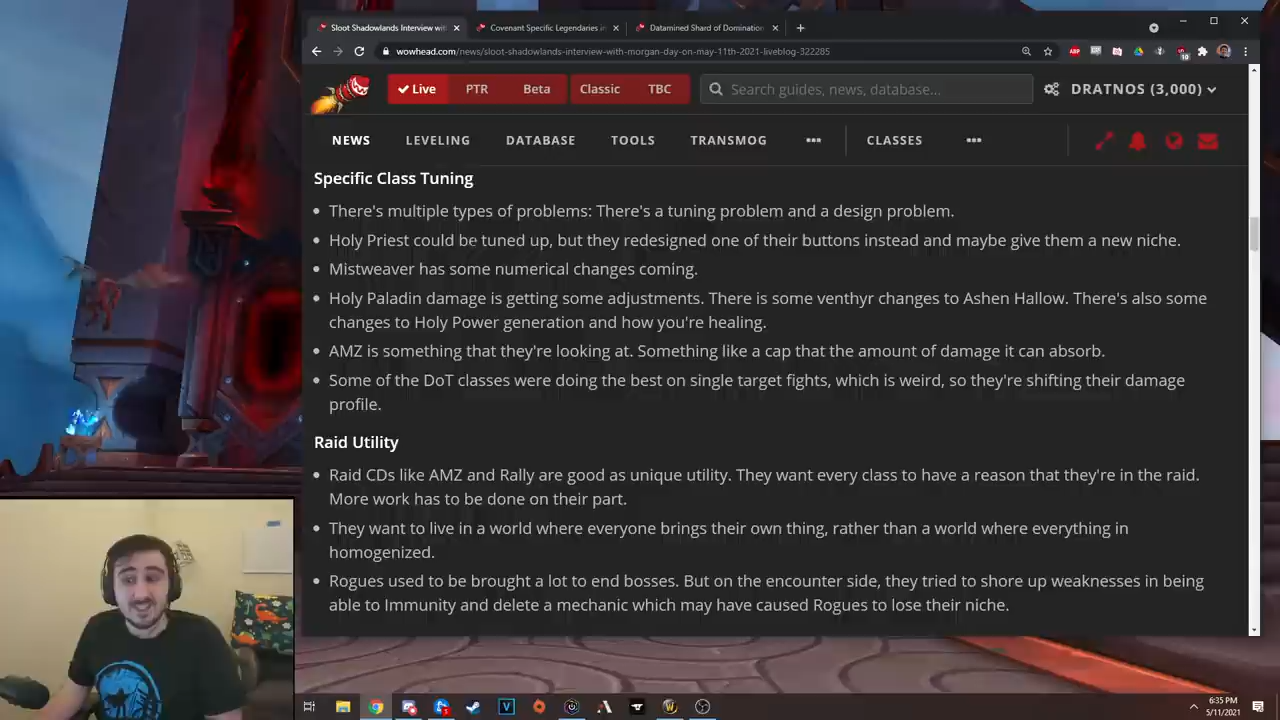 Sloot Shadowlands Interview with
Covenant Specific Legendaries in
Datamined Shard of Domination
wowhead.com/news/sloot-shadowlands-interview-with-morgan-day-on-may-11th-2021-liveblog-322285
Live PTR Beta Classic TBC Search guides, news, database... DRATNOS (3,000)
NEWS LEVELING DATABASE TOOLS TRANSMOG ••• CLASSES •••
Specific Class Tuning
There's multiple types of problems: There's a tuning problem and a design problem.
Holy Priest could be tuned up, but they redesigned one of their buttons instead and maybe give them a new niche.
Mistweaver has some numerical changes coming.
Holy Paladin damage is getting some adjustments. There is some venthyr changes to Ashen Hallow. There's also some
changes to Holy Power generation and how you're healing.
AMZ is something that they're looking at. Something like a cap that the amount of damage it can absorb.
Some of the DoT classes were doing the best on single target fights, which is weird, so they're shifting their damage
profile.
Raid Utility
Raid CDs like AMZ and Rally are good as unique utility. They want every class to have a reason that they're in the raid.
More work has to be done on their part.
They want to live in a world where everyone brings their own thing, rather than a world where everything in
homogenized.
Rogues used to be brought a lot to end bosses. But on the encounter side, they tried to shore up weaknesses in being
able to Immunity and delete a mechanic which may have caused Rogues to lose their niche.
6:35 PM
5/11/2021